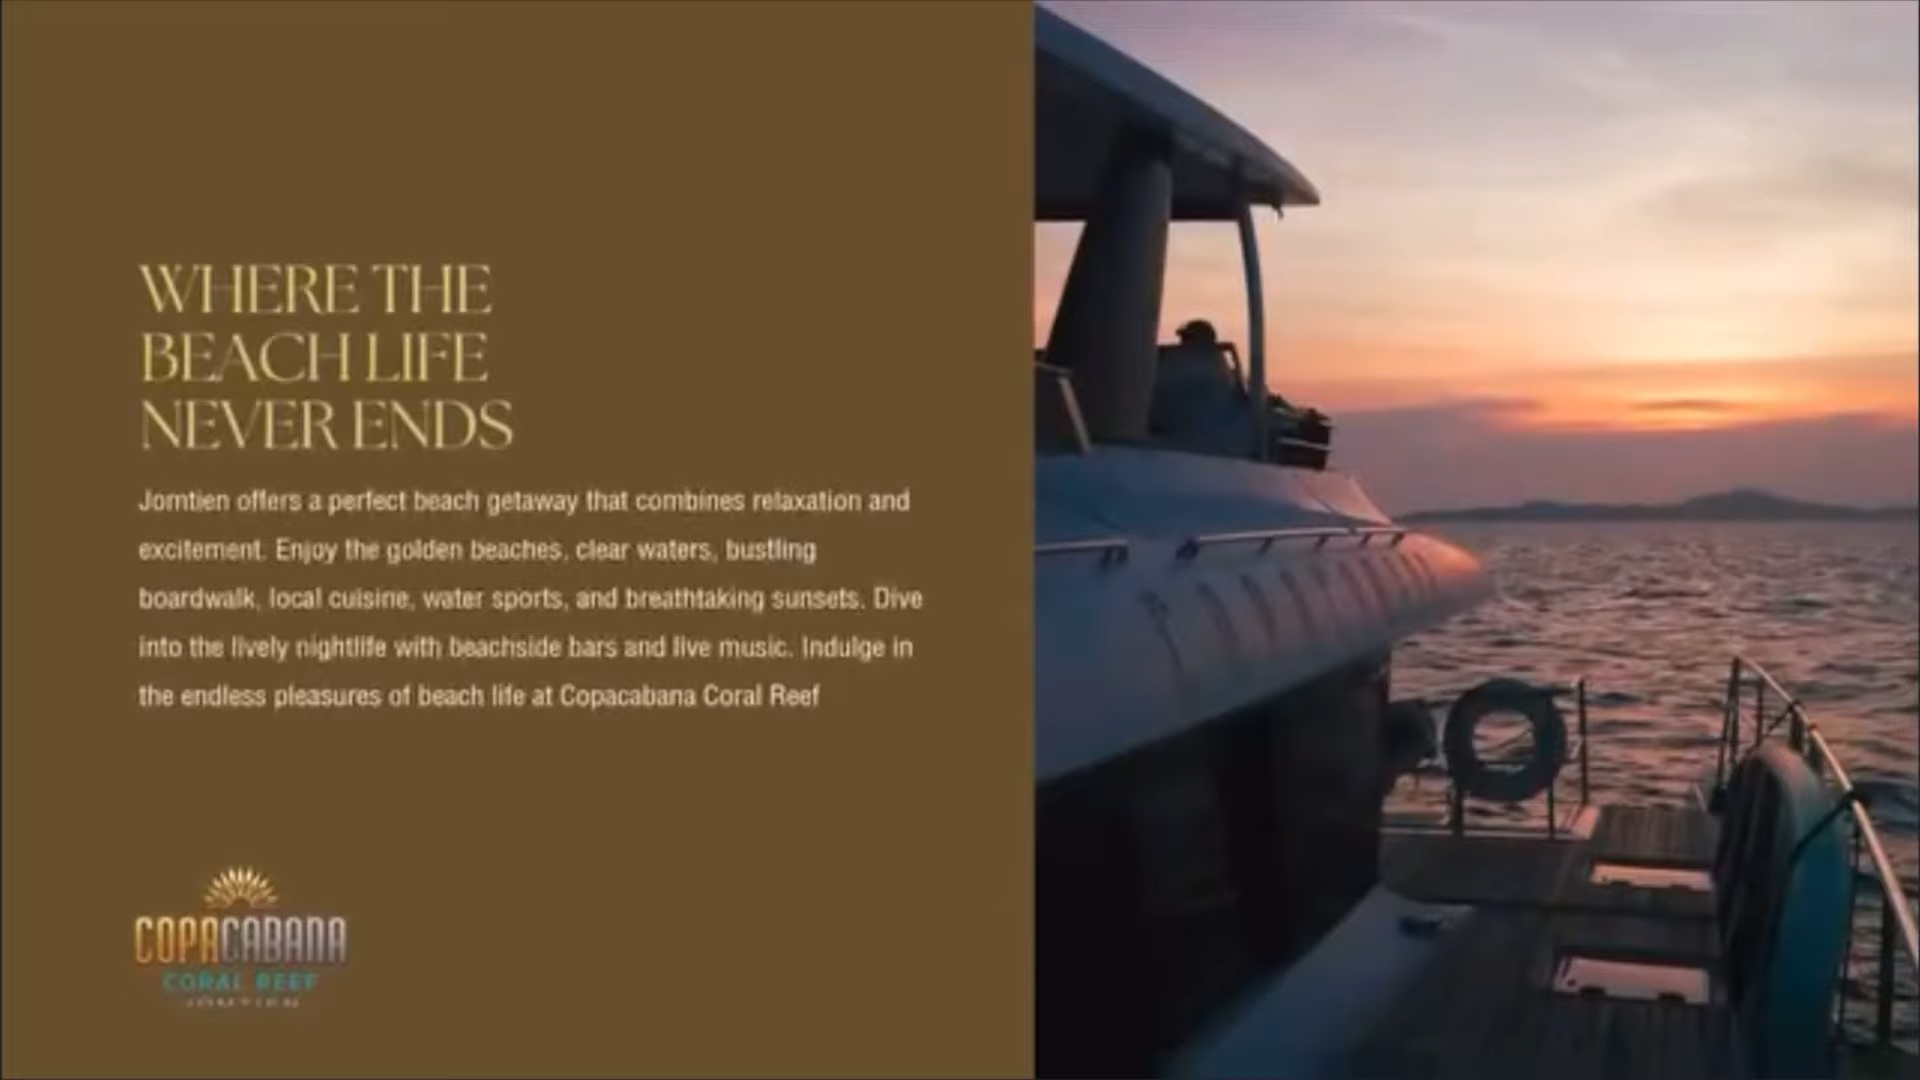 WHERE THE
BEACH LIFE
NEVER ENDS
Jomtien offers a perfect beach getaway that combines relaxation and
excitement. Enjoy the golden beaches, clear waters, bustling
boardwalk, local cuisine, water sports, and breathtaking sunsets. Dive
into the lively nightlife with beachside bars and live music. Indulge in
the endless pleasures of beach life at Copacabana Coral Reef
COPACABANA
CORAL REEF